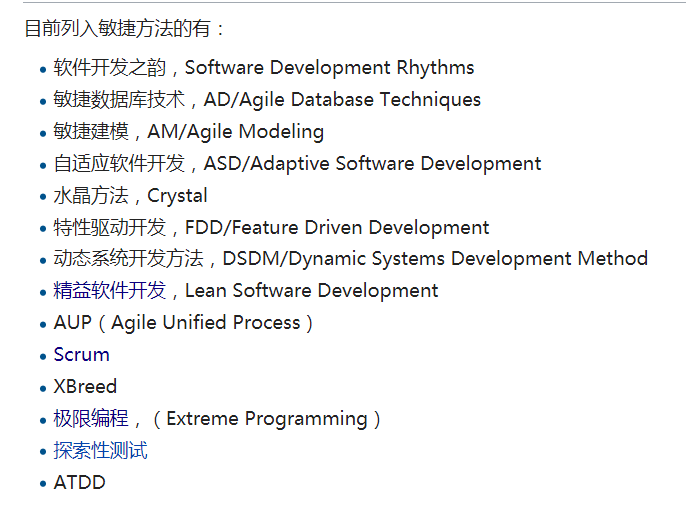 目前列入敏捷方法的有：
软件开发之韵，Software Development Rhythms
敏捷数据库技术，AD/Agile Database Techniques
敏捷建模，AM/Agile Modeling
自适应软件开发，ASD/Adaptive Software Development
水晶方法，Crystal
特性驱动开发，FDD/Feature Driven Development
动态系统开发方法，DSDM/Dynamic Systems Development Method
精益软件开发，Lean Software Development
AUP（Agile Unified Process）
Scrum
XBreed
极限编程，（Extreme Programming）
探索性测试
ATDD